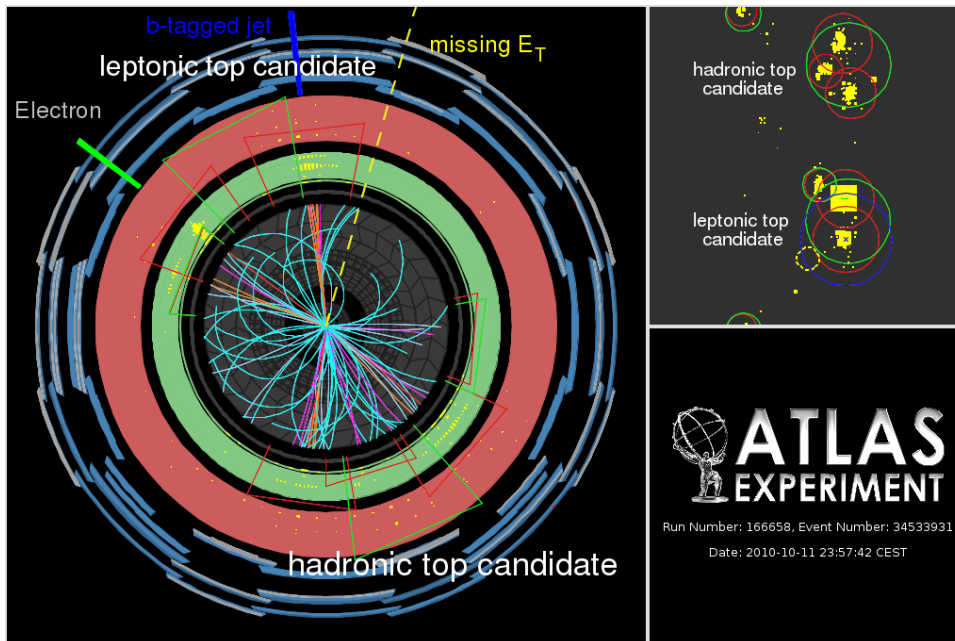 b-tagged jet
missing E_T
leptonic top candidate
Electron
hadronic top candidate
hadronic top
candidate
leptonic top
candidate
ATLAS
EXPERIMENT
Run Number: 166658, Event Number: 34533931
Date: 2010-10-11 23:57:42 CEST